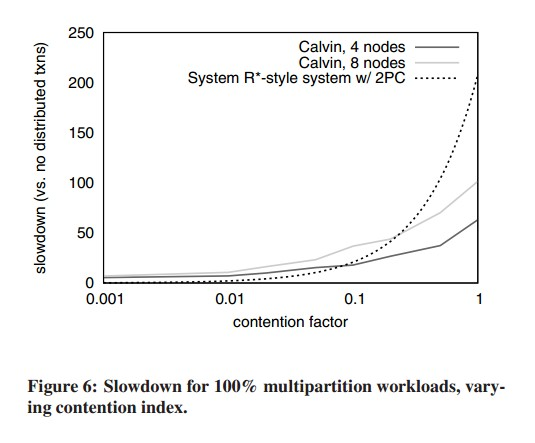 250
200
150
100
50
0
slowdown (vs. no distributed txns)
Calvin, 4 nodes
Calvin, 8 nodes
System R*-style system w/ 2PC
0.001 0.01 0.1 1
contention factor
Figure 6: Slowdown for 100% multipartition workloads, vary-
ing contention index.